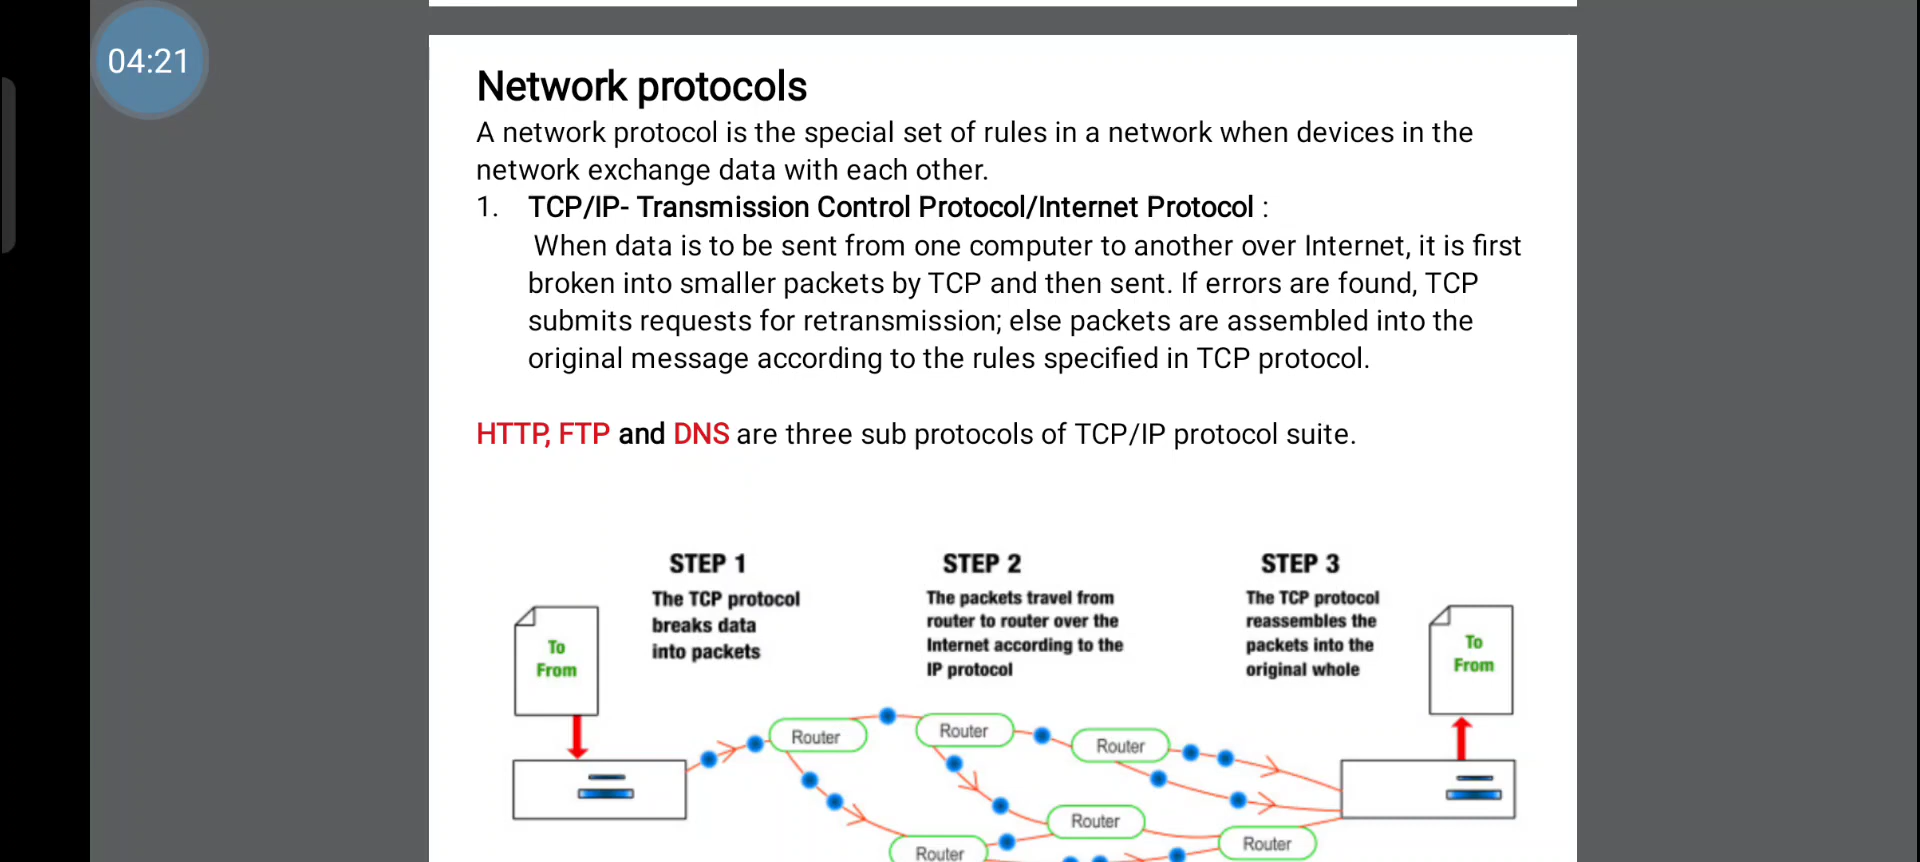 04:21
Network protocols
A network protocol is the special set of rules in a network when devices in the
network exchange data with each other.
1. TCP/IP- Transmission Control Protocol/Internet Protocol :
When data is to be sent from one computer to another over Internet, it is first
broken into smaller packets by TCP and then sent. If errors are found, TCP
submits requests for retransmission; else packets are assembled into the
original message according to the rules specified in TCP protocol.
HTTP, FTP and DNS are three sub protocols of TCP/IP protocol suite.
STEP 1
The TCP protocol
breaks data
into packets
STEP 2
The packets travel from
router to router over the
Internet according to the
IP protocol
STEP 3
The TCP protocol
reassembles the
packets into the
original whole
To
From
To
From
Router
Router
Router
Router
Router
Router